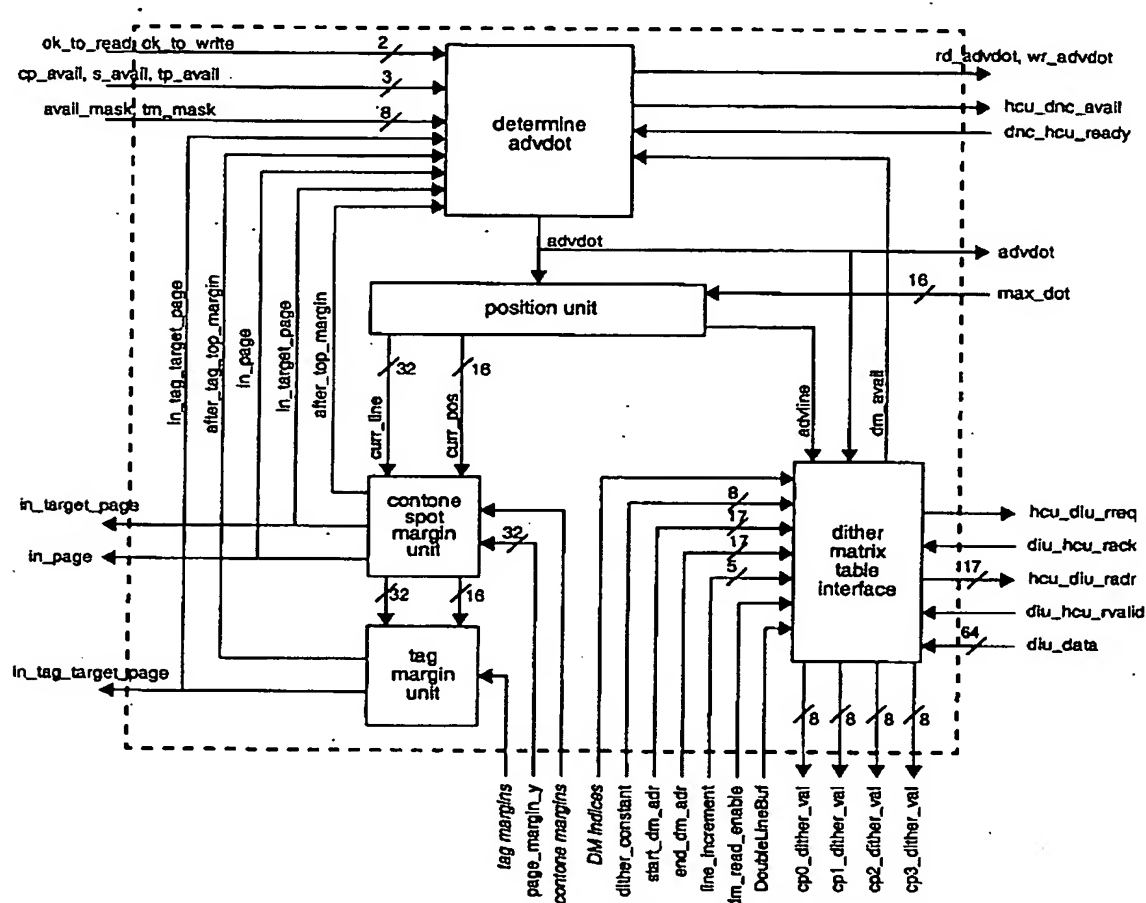 ok_to_read, ok_to_write
2
cp_avail, s_avail, tp_avail
3
avail_mask, tm_mask
8
determine
advdot
rd_advdot, wr_advdot
hcu_dnc_avail
dnc_hcu_ready
advdot
advdot
max_dot
16
position unit
in_tag_target_page
after_tag_top_margin
in_page
in_target_page
after_top_margin
32
16
curr_line
curr_pos
advline
dm_avail
in_target_page
in_page
contone
spot
margin
unit
32
32
16
in_tag_target_page
tag
margin
unit
8
17
17
5
dither
matrix
table
interface
hcu_diu_rreq
diu_hcu_rack
17
hcu_diu_radr
diu_hcu_rvalid
64
diu_data
8
8
8
8
tag margins
page_margin_y
contone margins
DM indices
dither_constant
start_dm_adr
end_dm_adr
line_increment
dm_read_enable
DoubleLineBuf
cp0_dither_val
cp1_dither_val
cp2_dither_val
cp3_dither_val